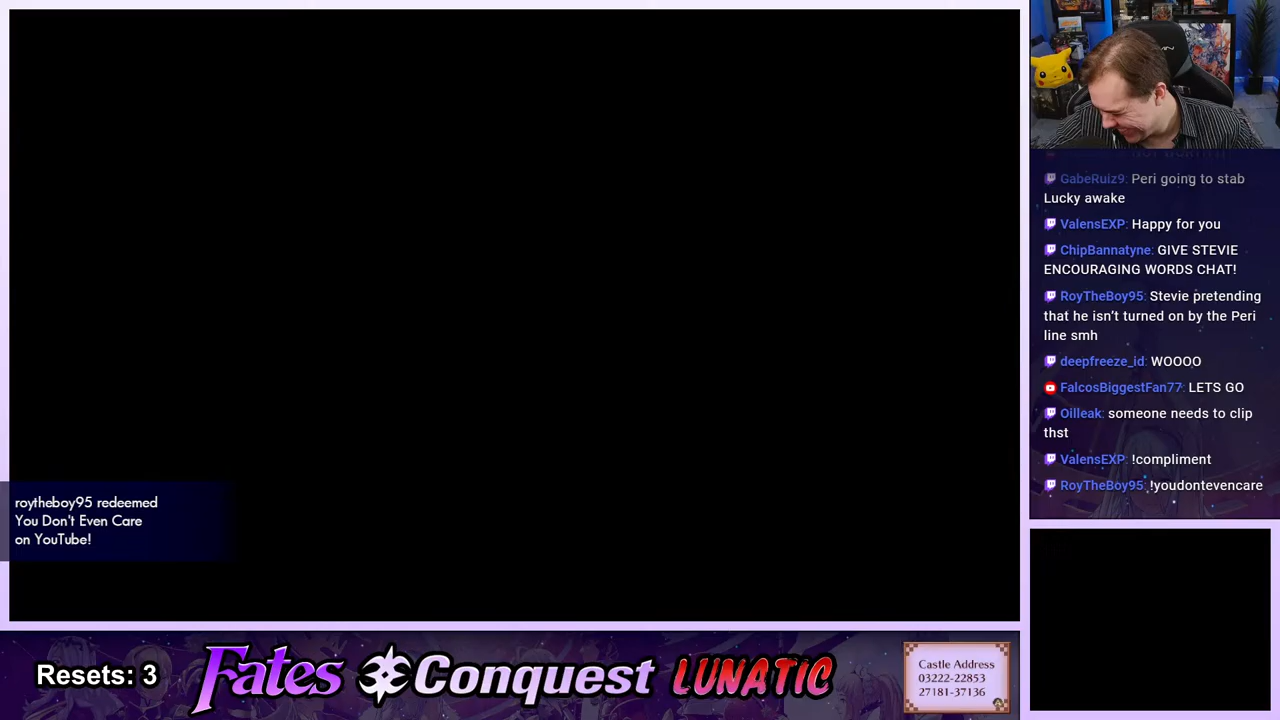 GabeRuiz9: Peri going to stab
Lucky awake
ValensEXP: Happy for you
ChipBannatyne: GIVE STEVIE
ENCOURAGING WORDS CHAT!
RoyTheBoy95: Stevie pretending
that he isn't turned on by the Peri
line smh
deepfreeze_id: WOOOO
FalcosBiggestFan77: LETS GO
Oilleak: someone needs to clip
thst
ValensEXP: !compliment
RoyTheBoy95: !youdontevencare
roytheboy95 redeemed
You Don't Even Care
on YouTube!
Resets: 3
Fates Conquest LUNATIC
Castle Address
03222-22853
27181-37136